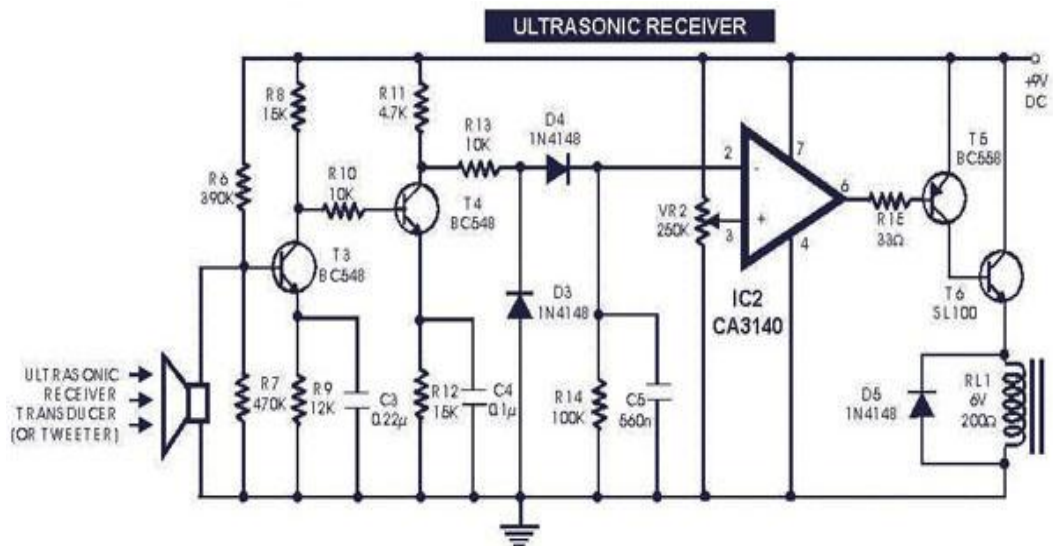 ULTRASONIC RECEIVER
R8
15K
R11
4.7K
R13
10K
D4
1N4148
+9V
DC
R6
390K
R10
10K
T4
BC548
T3
BC548
VR2
250K
2
-
3
+
7
4
6
IC2
CA3140
R1E
33Ω
T5
BC558
T6
SL100
D3
1N4148
ULTRASONIC
RECEIVER
TRANSDUCER
(OR TWEETER)
R7
470K
R9
12K
C3
0.22µ
R12
15K
C4
0.1µ
R14
100K
C5
560n
D5
1N4148
RL1
6V
200Ω